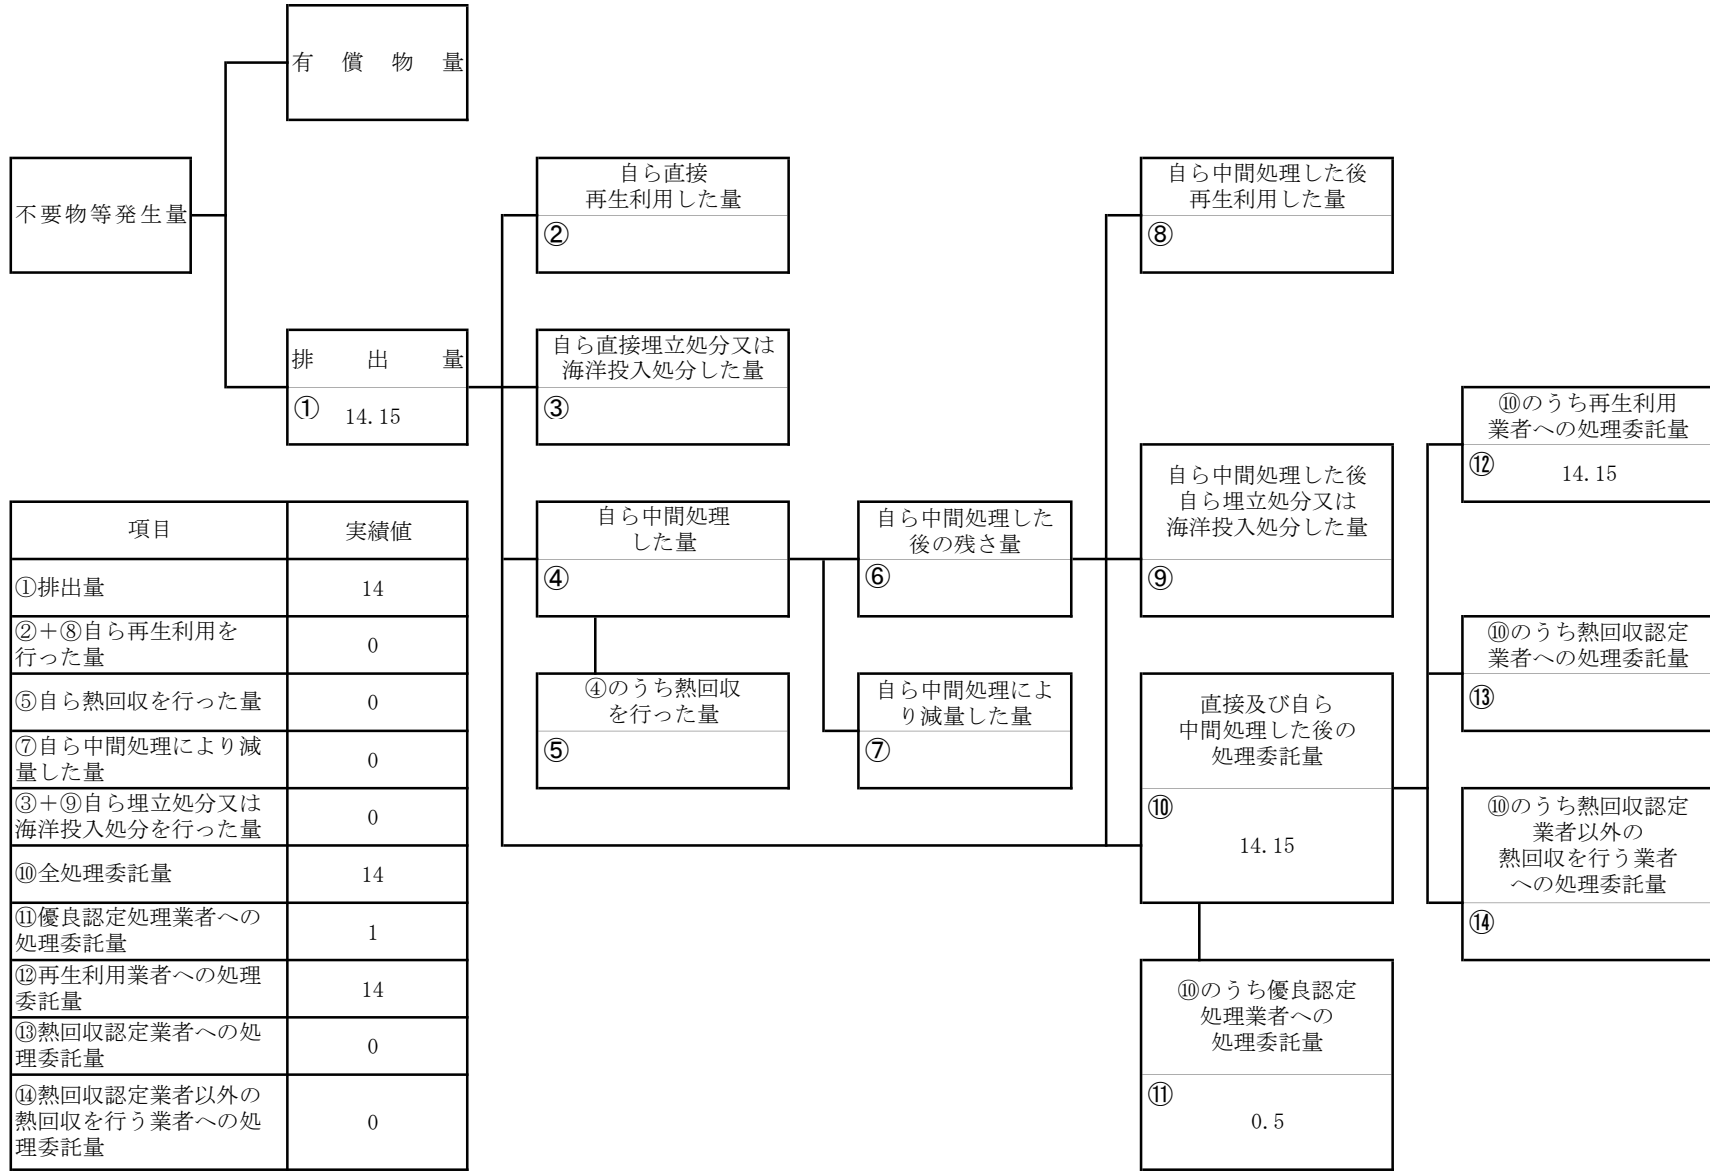 有償物量
不要物等発生量
排出量
① 14.15
自ら直接
再生利用した量
②
自ら直接埋立処分又は
海洋投入処分した量
③
自ら中間処理
した量
④
④のうち熱回収
を行った量
⑤
自ら中間処理した
後の残さ量
⑥
自ら中間処理によ
り減量した量
⑦
自ら中間処理した後
再生利用した量
⑧
自ら中間処理した後
自ら埋立処分又は
海洋投入処分した量
⑨
直接及び自ら
中間処理した後の
処理委託量
⑩
14.15
⑩のうち優良認定
処理業者への
処理委託量
⑪
0.5
⑩のうち再生利用
業者への処理委託量
⑫ 14.15
⑩のうち熱回収認定
業者への処理委託量
⑬
⑩のうち熱回収認定
業者以外の
熱回収を行う業者
への処理委託量
⑭
項目 実績値
①排出量 14
②+⑧自ら再生利用を
行った量 0
⑤自ら熱回収を行った量 0
⑦自ら中間処理により減
量した量 0
③+⑨自ら埋立処分又は
海洋投入処分を行った量 0
⑩全処理委託量 14
⑪優良認定処理業者への
処理委託量 1
⑫再生利用業者への処理
委託量 14
⑬熱回収認定業者への処
理委託量 0
⑭熱回収認定業者以外の
熱回収を行う業者への処
理委託量 0